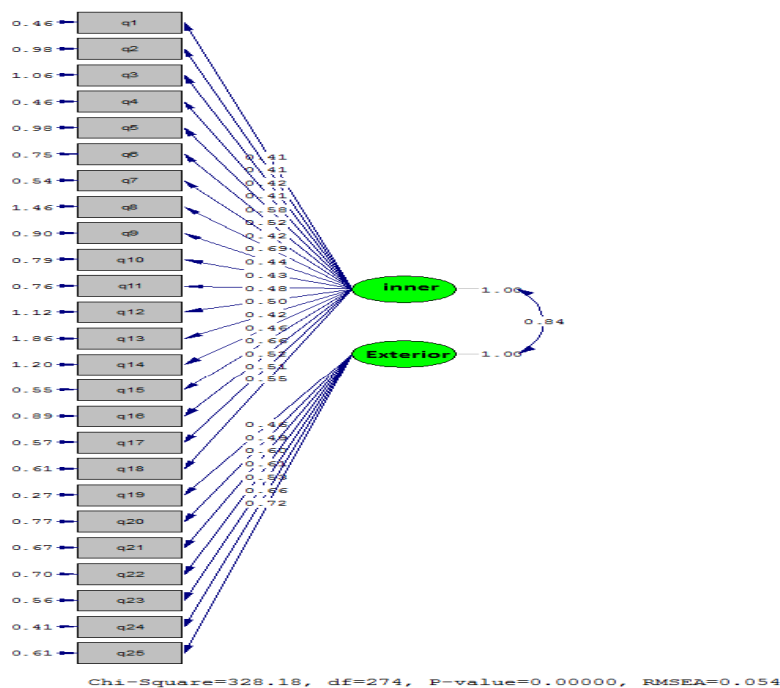 0.46 q1
0.98 q2
1.06 q3
0.46 q4
0.98 q5
0.75 q6
0.54 q7
1.46 q8
0.90 q9
0.79 q10
0.76 q11
1.12 q12
1.86 q13
1.20 q14
0.55 q15
0.89 q16
0.57 q17
0.61 q18
0.27 q19
0.77 q20
0.67 q21
0.70 q22
0.56 q23
0.41 q24
0.61 q25
0.41
0.41
0.42
0.41
0.58
0.52
0.42
0.69
0.44
0.43
0.48
0.50
0.42
0.46
0.66
0.52
0.51
0.55
0.61
0.53
0.66
0.72
inner 1.00
0.84
Exterior 1.00
Chi-Square=328.18, df=274, P-value=0.00000, RMSEA=0.054